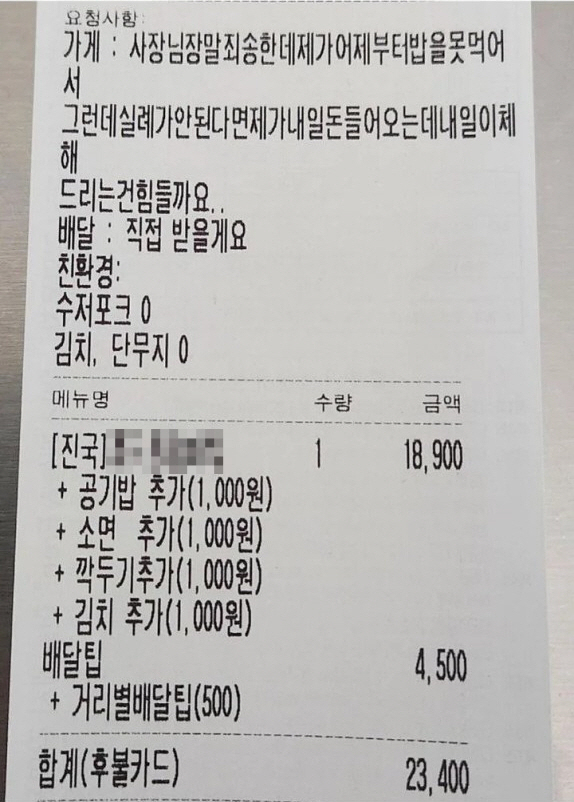 요청사항:
가게 : 사장님장말죄송한데제가어제부터밥을못먹어
서
그런데실례가안된다면제가내일돈들어오는데내일이체
해
드리는건힘들까요..
배달 : 직접 받을게요
친환경:
수저포크 0
김치, 단무지 0
메뉴명 수량 금액
[진국] 1 18,900
+ 공기밥 추가(1,000원)
+ 소면 추가(1,000원)
+ 깍두기추가(1,000원)
+ 김치 추가(1,000원)
배달팁 4,500
+ 거리별배달팁(500)
합계(후불카드) 23,400